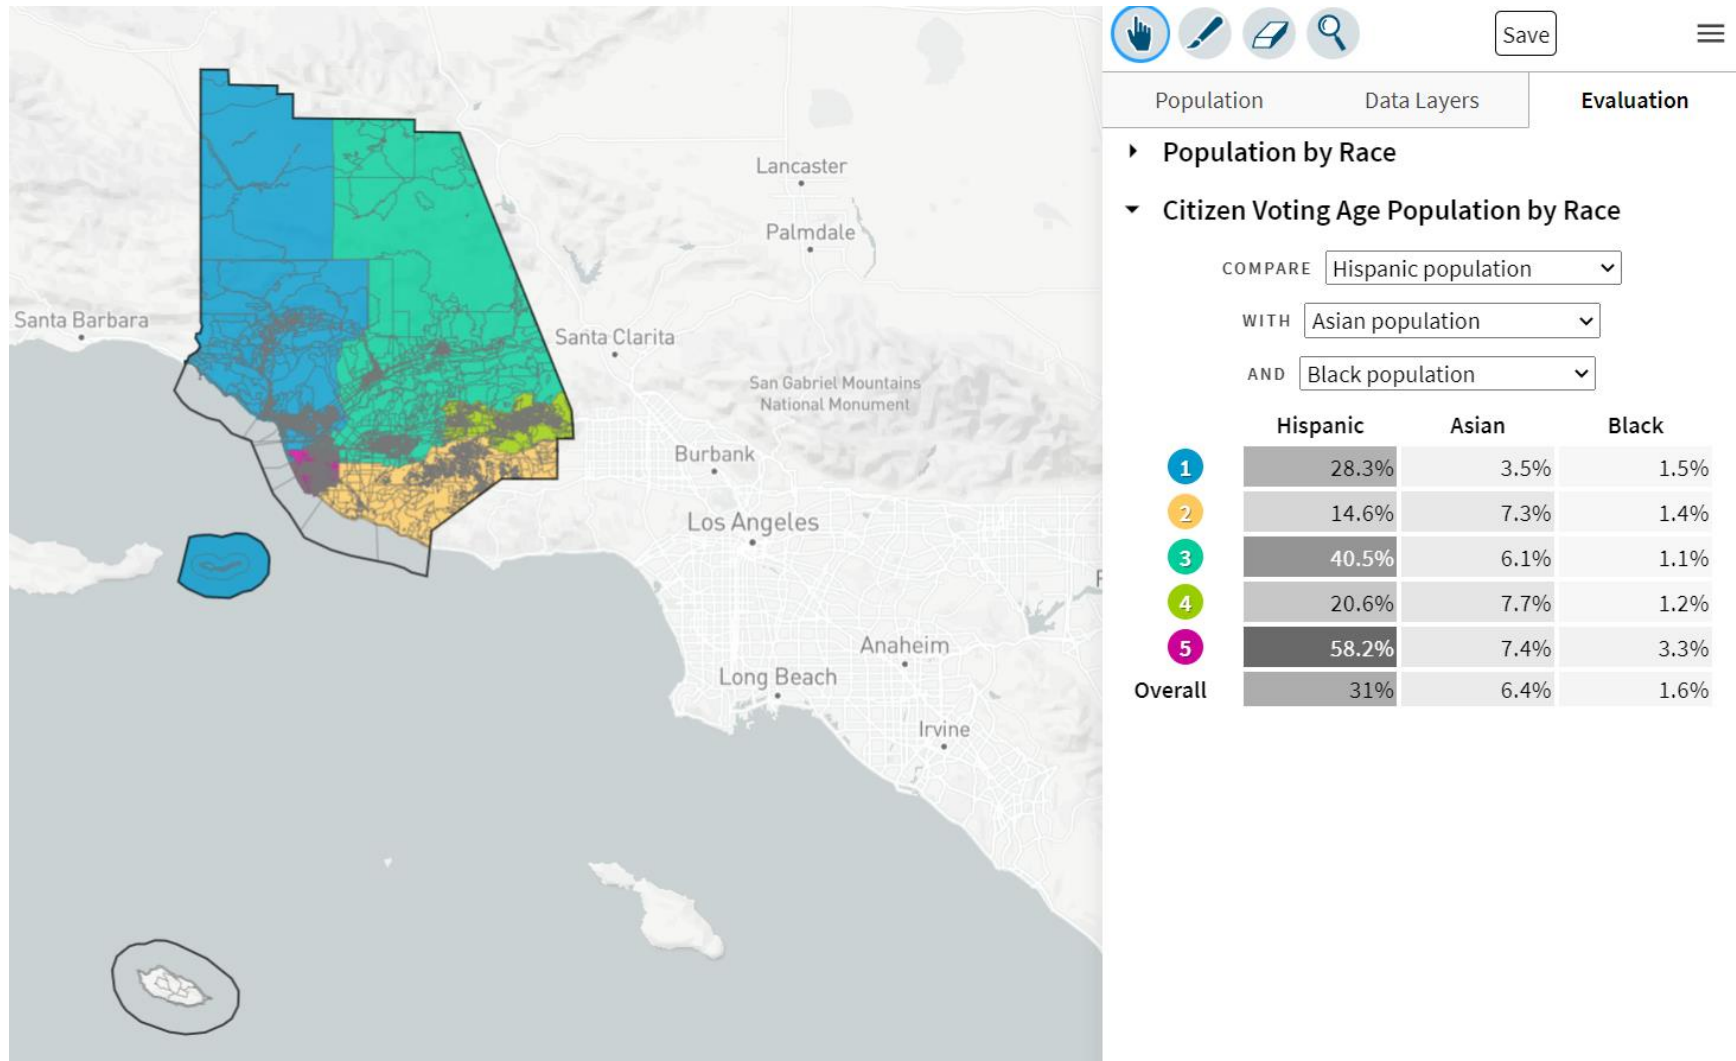 Lancaster
Palmdale
Santa Barbara
Santa Clarita
San Gabriel Mountains
National Monument
Burbank
Los Angeles
Anaheim
Long Beach
Irvine
Save
Population Data Layers Evaluation
Population by Race
Citizen Voting Age Population by Race
COMPARE Hispanic population
WITH Asian population
AND Black population
Hispanic Asian Black
1 28.3% 3.5% 1.5%
2 14.6% 7.3% 1.4%
3 40.5% 6.1% 1.1%
4 20.6% 7.7% 1.2%
5 58.2% 7.4% 3.3%
Overall 31% 6.4% 1.6%